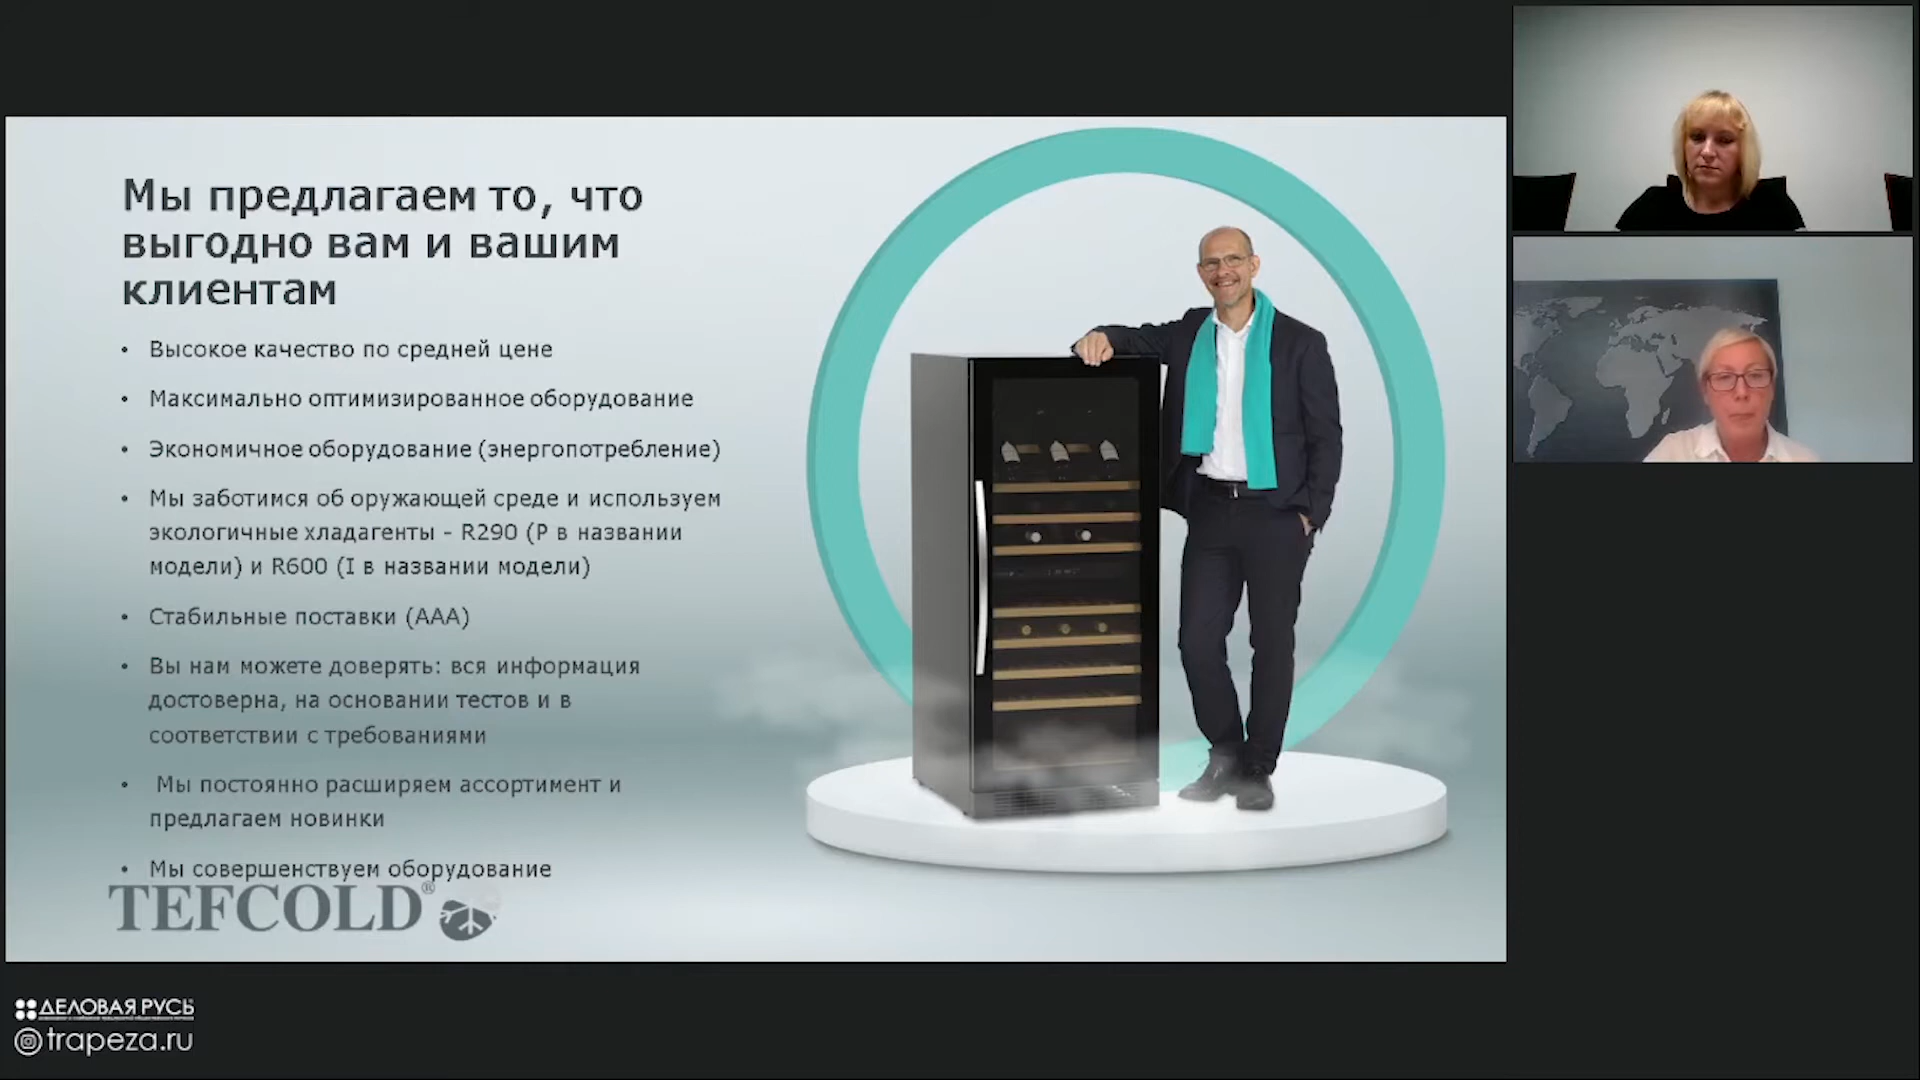 Мы предлагаем то, что
выгодно вам и вашим
клиентам
• Высокое качество по средней цене
• Максимально оптимизированное оборудование
• Экономичное оборудование (энергопотребление)
• Мы заботимся об оружающей среде и используем
экологичные хладагенты - R290 (P в названии
модели) и R600 (I в названии модели)
• Стабильные поставки (ААА)
• Вы нам можете доверять: вся информация
достоверна, на основании тестов и в
соответствии с требованиями
• Мы постоянно расширяем ассортимент и
предлагаем новинки
• Мы совершенствуем оборудование
TEFCOLD®
ДЕЛОВАЯ РУСЬ
trapeza.ru